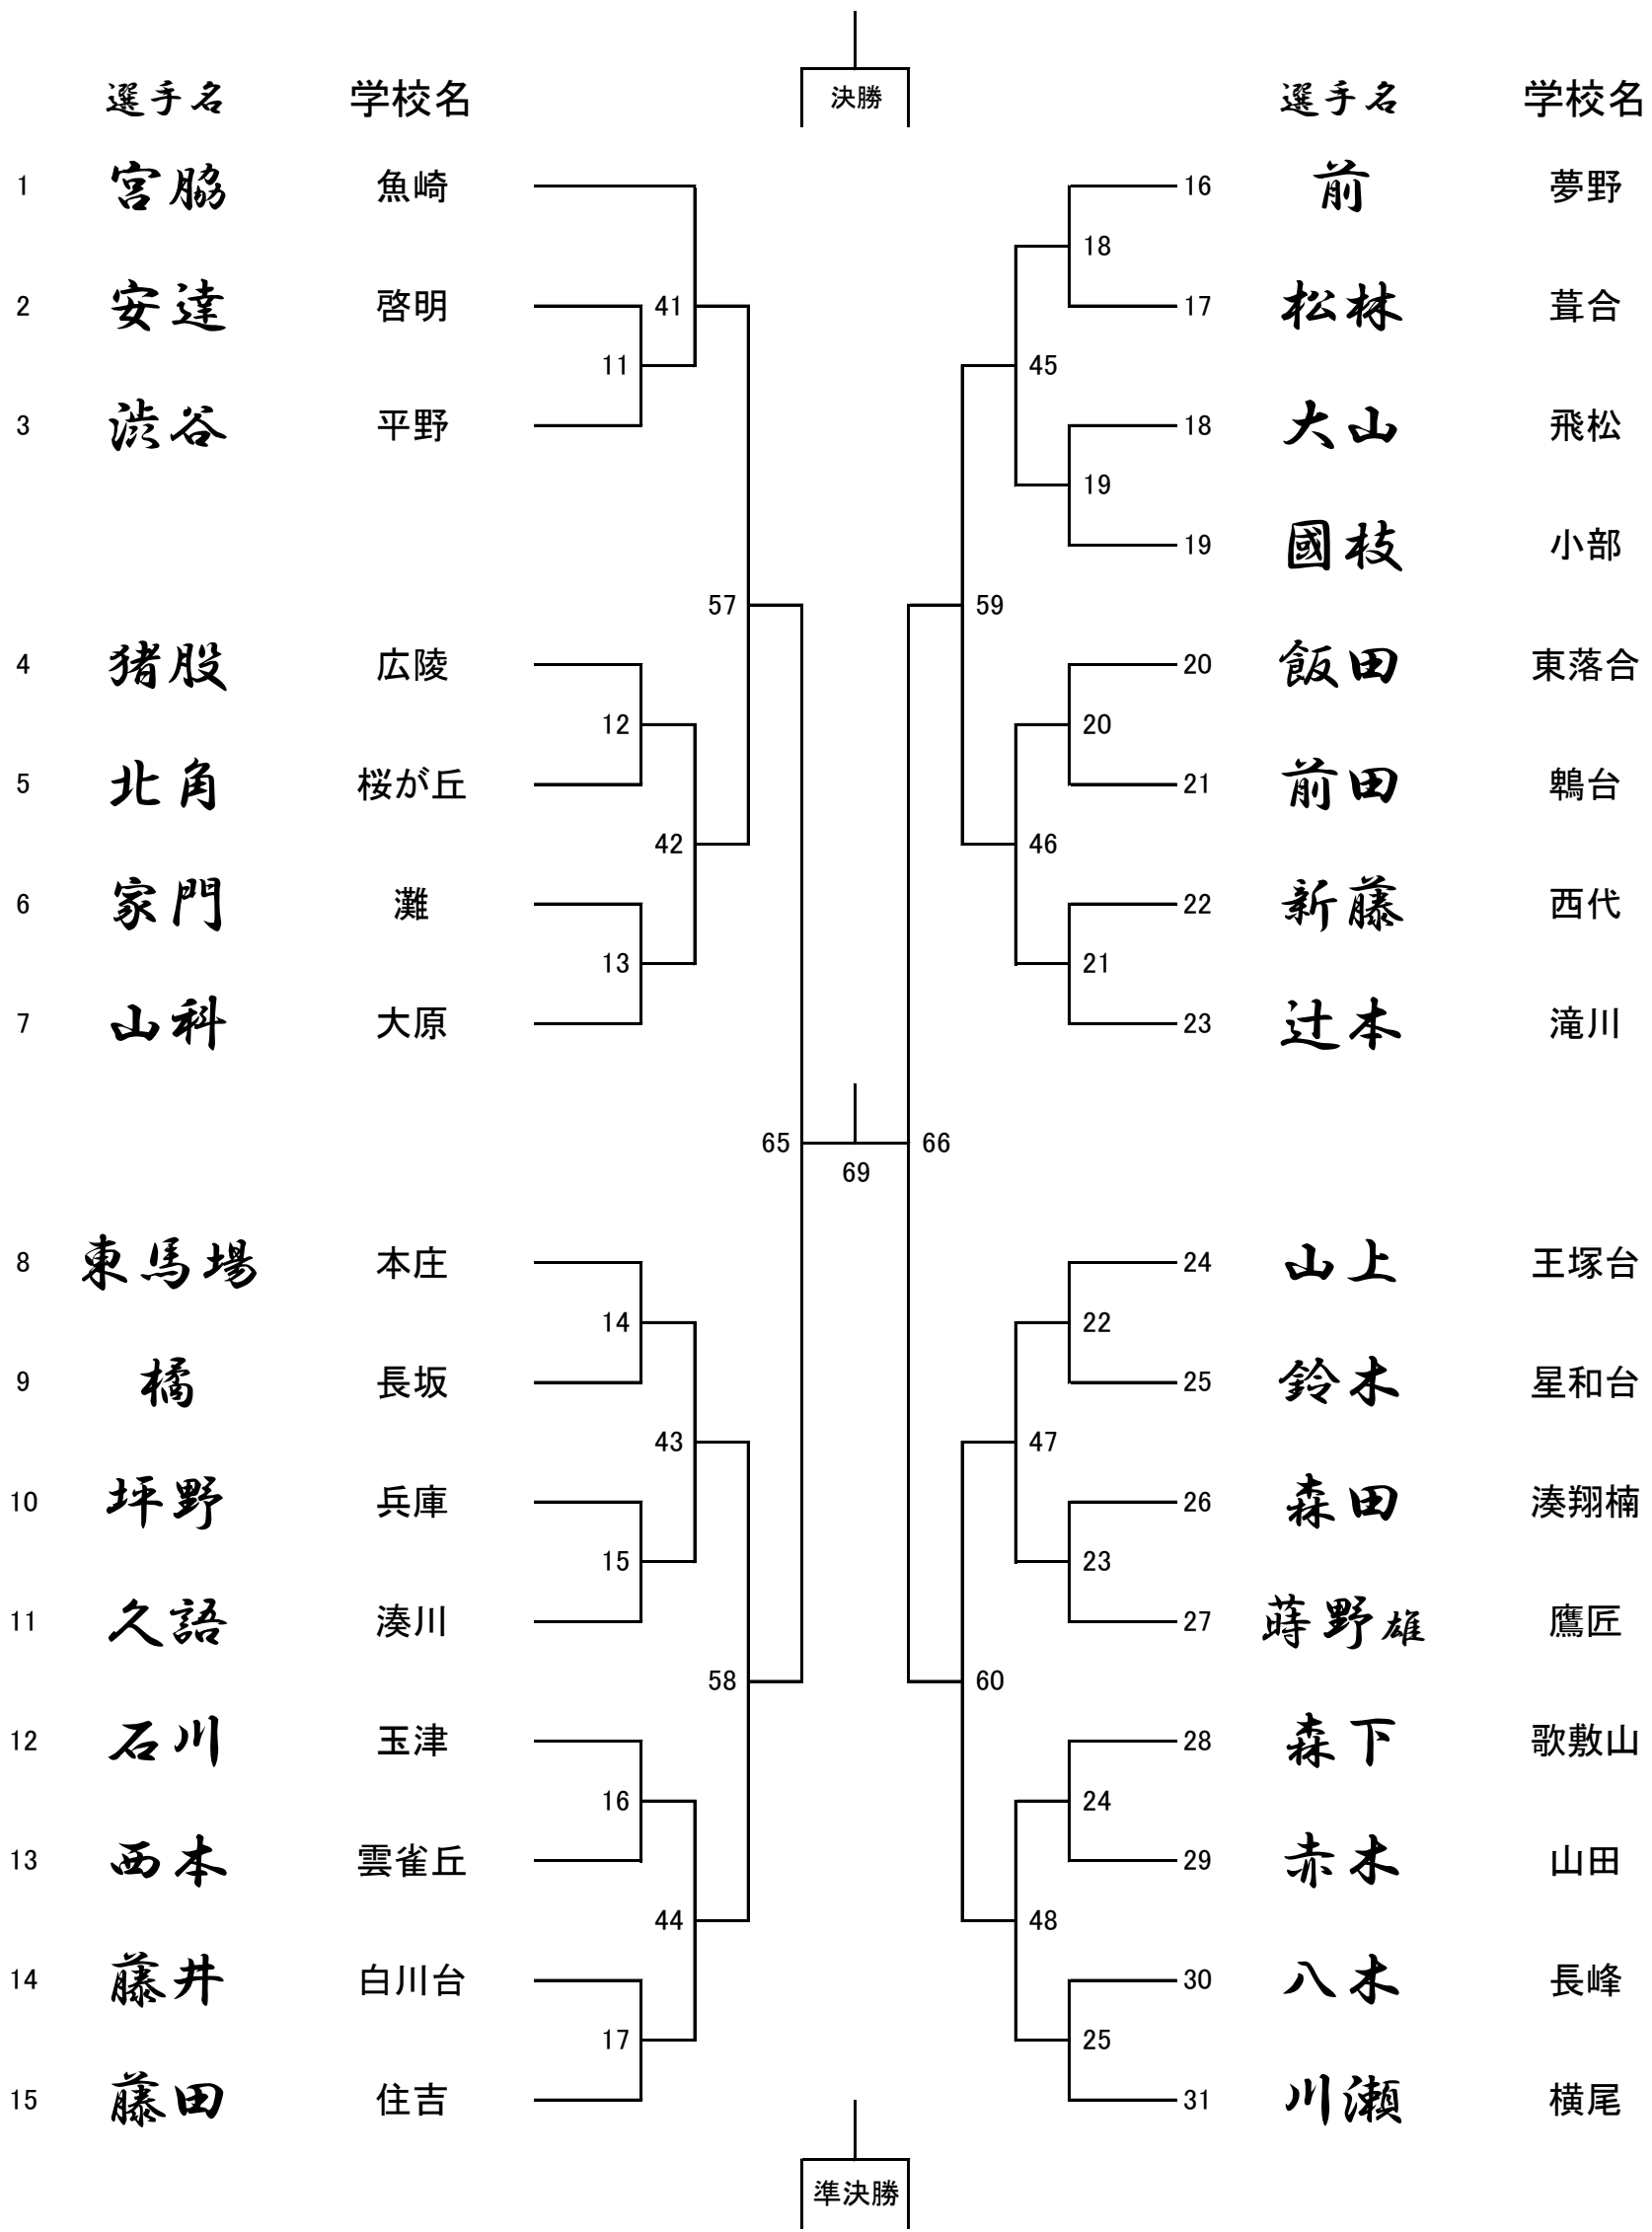 決勝
選手名 学校名 選手名 学校名
1 宮脇 魚崎 16 前 夢野
18
2 安達 啓明 41 17 松林 葺合
11 45
3 渋谷 平野 18 大山 飛松
19
19 國枝 小部
57 59
4 猪股 広陵 20 飯田 東落合
12 20
5 北角 桜が丘 21 前田 鵯台
42 46
6 家門 灘 22 新藤 西代
13 21
7 山科 大原 23 辻本 滝川
65 66
69
8 東馬場 本庄 24 山上 王塚台
14 22
9 橘 長坂 25 鈴木 星和台
43 47
10 坪野 兵庫 26 森田 湊翔楠
15 23
11 久語 湊川 27 蒔野雄 鷹匠
58 60
12 石川 玉津 28 森下 歌敷山
16 24
13 西本 雲雀丘 29 赤木 山田
44 48
14 藤井 白川台 30 八木 長峰
17 25
15 藤田 住吉 31 川瀬 横尾
準決勝